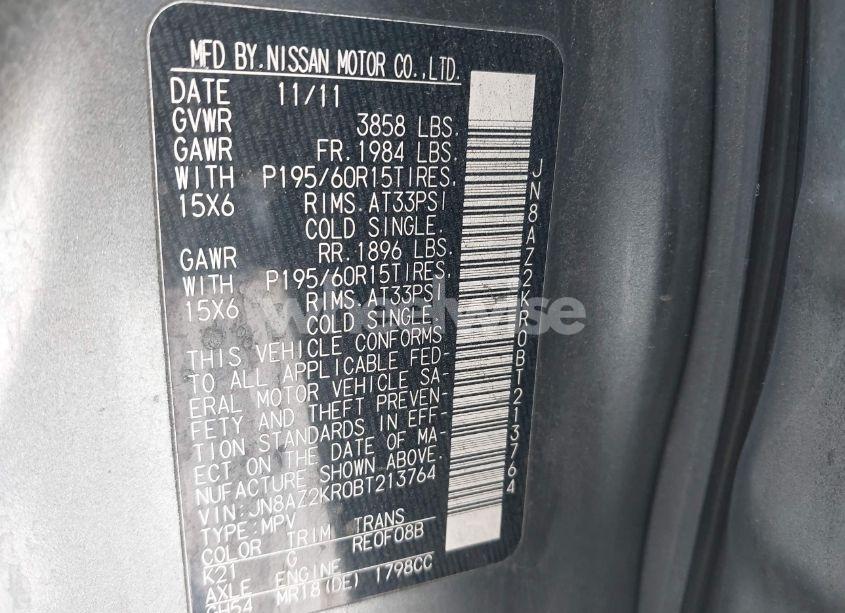 MFD BY.NISSAN MOTOR CO.,LTD.
DATE 11/11
GVWR 3858 LBS.
GAWR FR.1984 LBS.
WITH P195/60R15TIRES,
15X6 RIMS.AT33PSI
COLD SINGLE.
GAWR RR.1896 LBS.
WITH P195/60R15TIRES,
15X6 RIMS.AT33PSI
COLD SINGLE.
THIS VEHICLE CONFORMS
TO ALL APPLICABLE FED-
ERAL MOTOR VEHICLE SA-
FETY AND THEFT PREVEN-
TION STANDARDS IN EFF-
ECT ON THE DATE OF MA-
NUFACTURE SHOWN ABOVE.
VIN:JN8AZ2KR0BT213764
TYPE:MPV
COLOR TRIM TRANS
K21 G RE0F08B
AXLE ENGINE
GH54 MR18(DE) 1798CC
JN8AZ2KR0BT213764